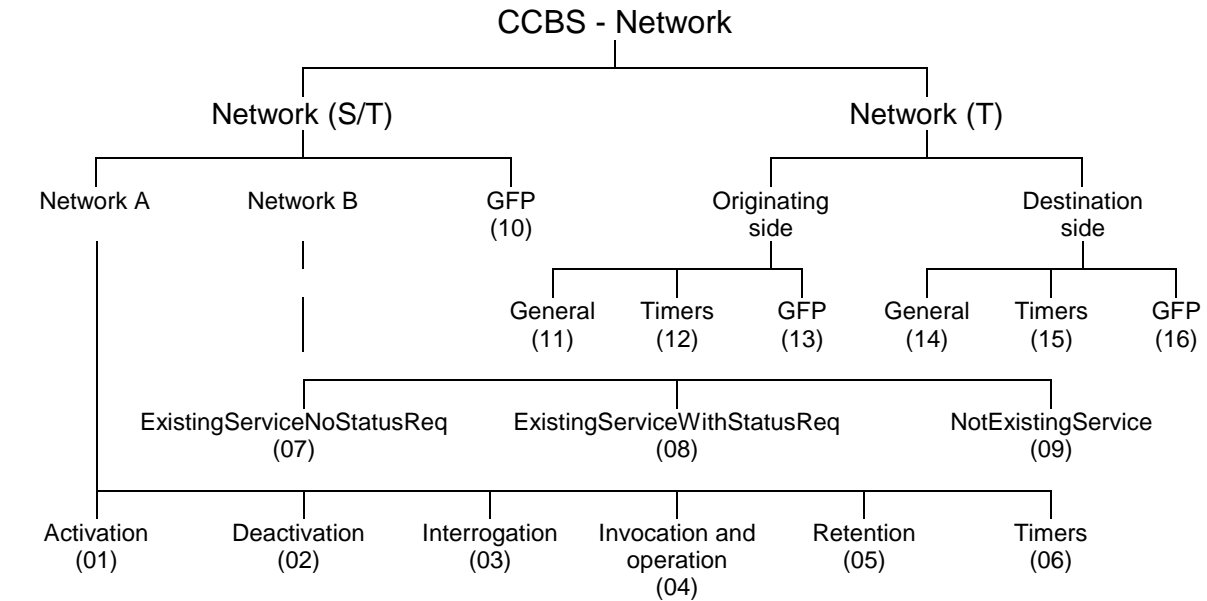 CCBS - Network
Network (S/T)
Network (T)
Network A
Network B
GFP
(10)
Originating
side
Destination
side
General
(11)
Timers
(12)
GFP
(13)
General
(14)
Timers
(15)
GFP
(16)
ExistingServiceNoStatusReq
(07)
ExistingServiceWithStatusReq
(08)
NotExistingService
(09)
Activation
(01)
Deactivation
(02)
Interrogation
(03)
Invocation and
operation
(04)
Retention
(05)
Timers
(06)